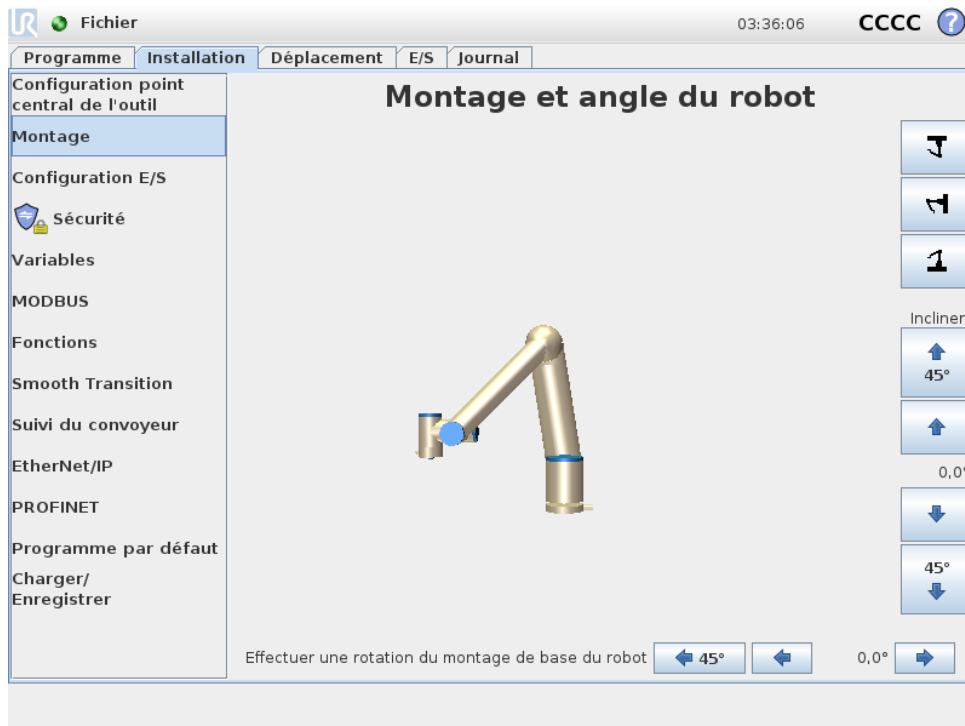 UR Fichier 03:36:06 CCCC ?
Programme Installation Déplacement E/S Journal
Configuration point
central de l'outil
Montage
Configuration E/S
Sécurité
Variables
MODBUS
Fonctions
Smooth Transition
Suivi du convoyeur
EtherNet/IP
PROFINET
Programme par défaut
Charger/
Enregistrer
Montage et angle du robot
Incliner
45°
0,0°
45°
Effectuer une rotation du montage de base du robot 45° 0,0°